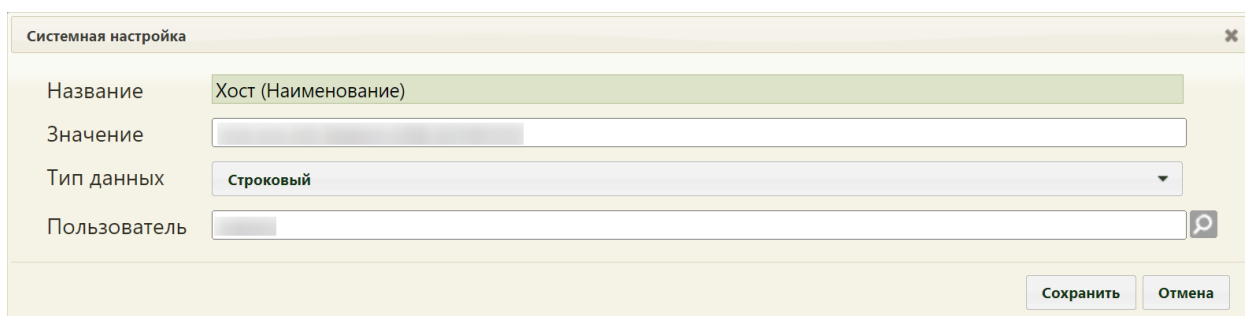 Системная настройка
Название Хост (Наименование)
Значение
Тип данных Строковый
Пользователь
Сохранить Отмена